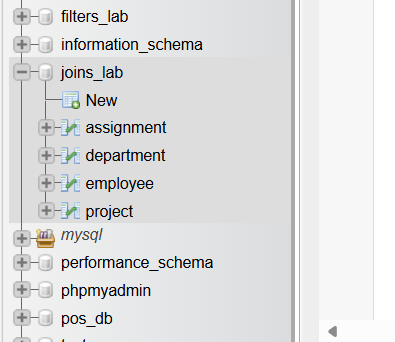 filters_lab
information_schema
joins_lab
New
assignment
department
employee
project
mysql
performance_schema
phpmyadmin
pos_db